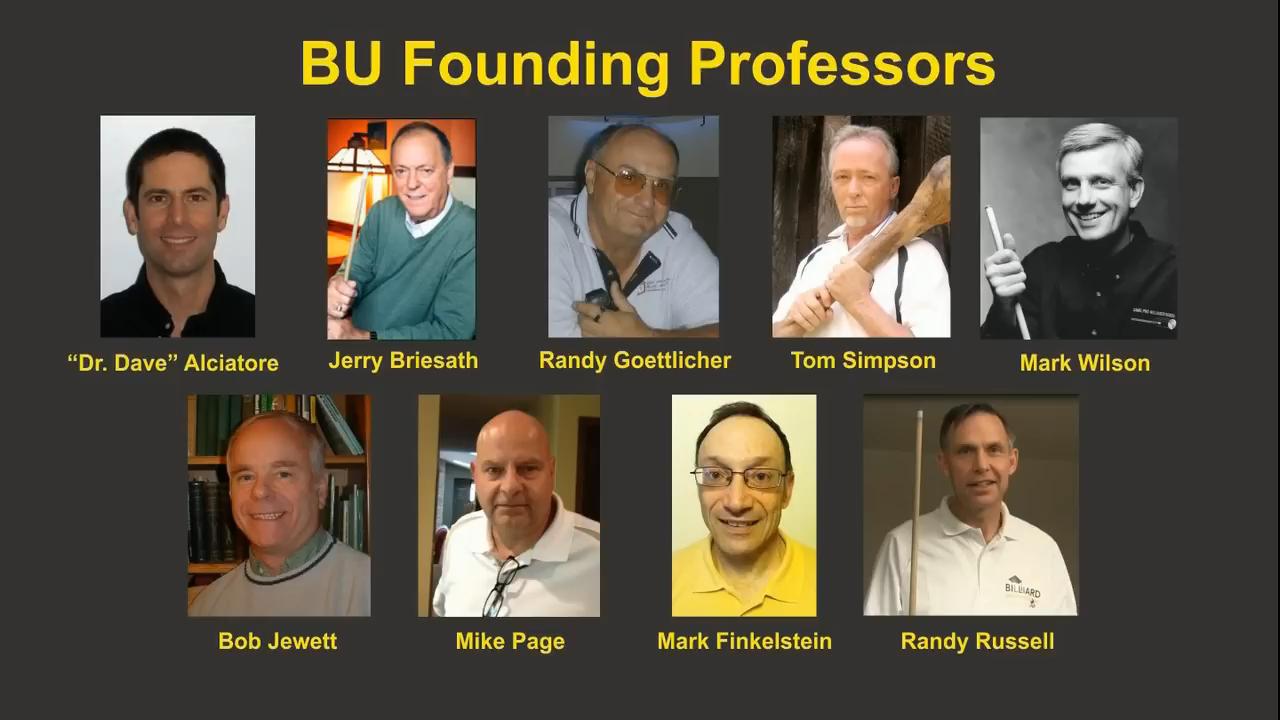 BU Founding Professors
“Dr. Dave” Alciatore
Jerry Briesath
Randy Goettlicher
Tom Simpson
Mark Wilson
Bob Jewett
Mike Page
Mark Finkelstein
Randy Russell
BILLIARD